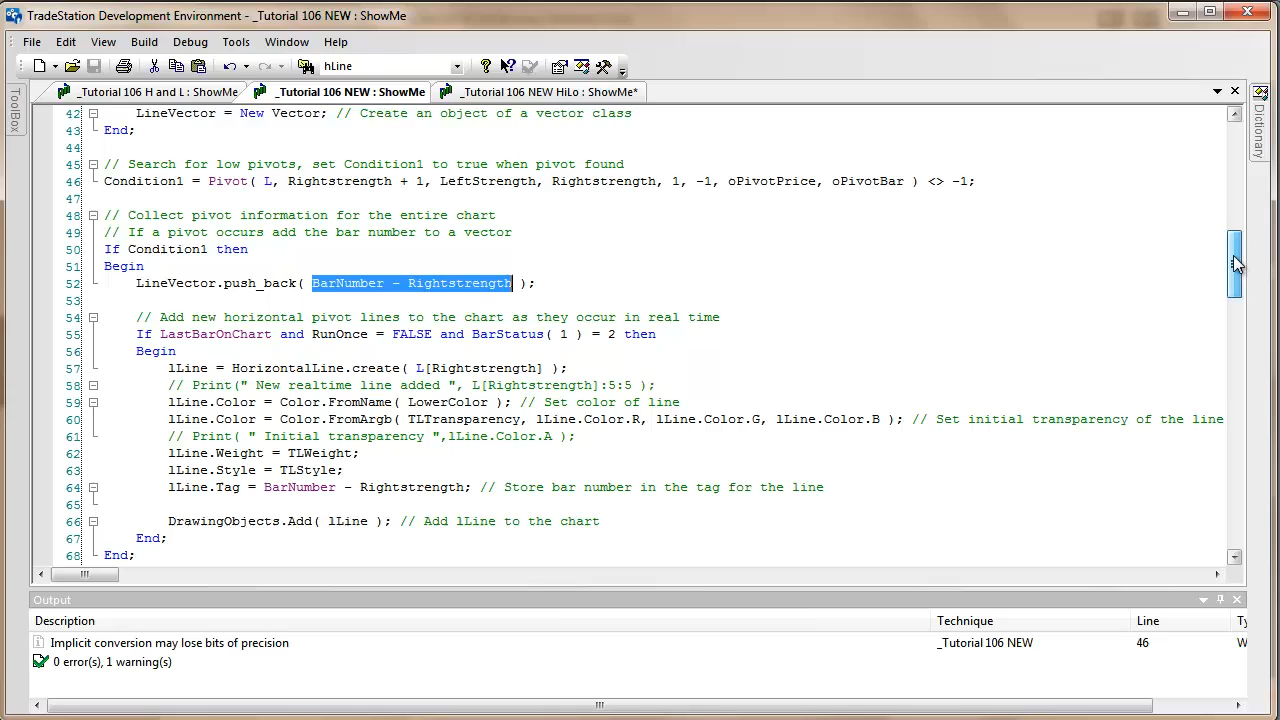 TradeStation Development Environment - _Tutorial 106 NEW : ShowMe
File Edit View Build Debug Tools Window Help
hLine
ToolBox
_Tutorial 106 H and L : ShowMe _Tutorial 106 NEW : ShowMe _Tutorial 106 NEW HiLo : ShowMe*
Dictionary
42 LineVector = New Vector; // Create an object of a vector class
43 End;
44
45 // Search for low pivots, set Condition1 to true when pivot found
46 Condition1 = Pivot( L, Rightstrength + 1, LeftStrength, Rightstrength, 1, -1, oPivotPrice, oPivotBar ) <> -1;
47
48 // Collect pivot information for the entire chart
49 // If a pivot occurs add the bar number to a vector
50 If Condition1 then
51 Begin
52 LineVector.push_back( BarNumber - Rightstrength );
53
54 // Add new horizontal pivot lines to the chart as they occur in real time
55 If LastBarOnChart and RunOnce = FALSE and BarStatus( 1 ) = 2 then
56 Begin
57 lLine = HorizontalLine.create( L[Rightstrength] );
58 // Print(" New realtime line added ", L[Rightstrength]:5:5 );
59 lLine.Color = Color.FromName( LowerColor ); // Set color of line
60 lLine.Color = Color.FromArgb( TLTransparency, lLine.Color.R, lLine.Color.G, lLine.Color.B ); // Set initial transparency of the line
61 // Print( " Initial transparency ",lLine.Color.A );
62 lLine.Weight = TLWeight;
63 lLine.Style = TLStyle;
64 lLine.Tag = BarNumber - Rightstrength; // Store bar number in the tag for the line
65
66 DrawingObjects.Add( lLine ); // Add lLine to the chart
67 End;
68 End;
Output
Description Technique Line Ty
Implicit conversion may lose bits of precision _Tutorial 106 NEW 46 W
0 error(s), 1 warning(s)